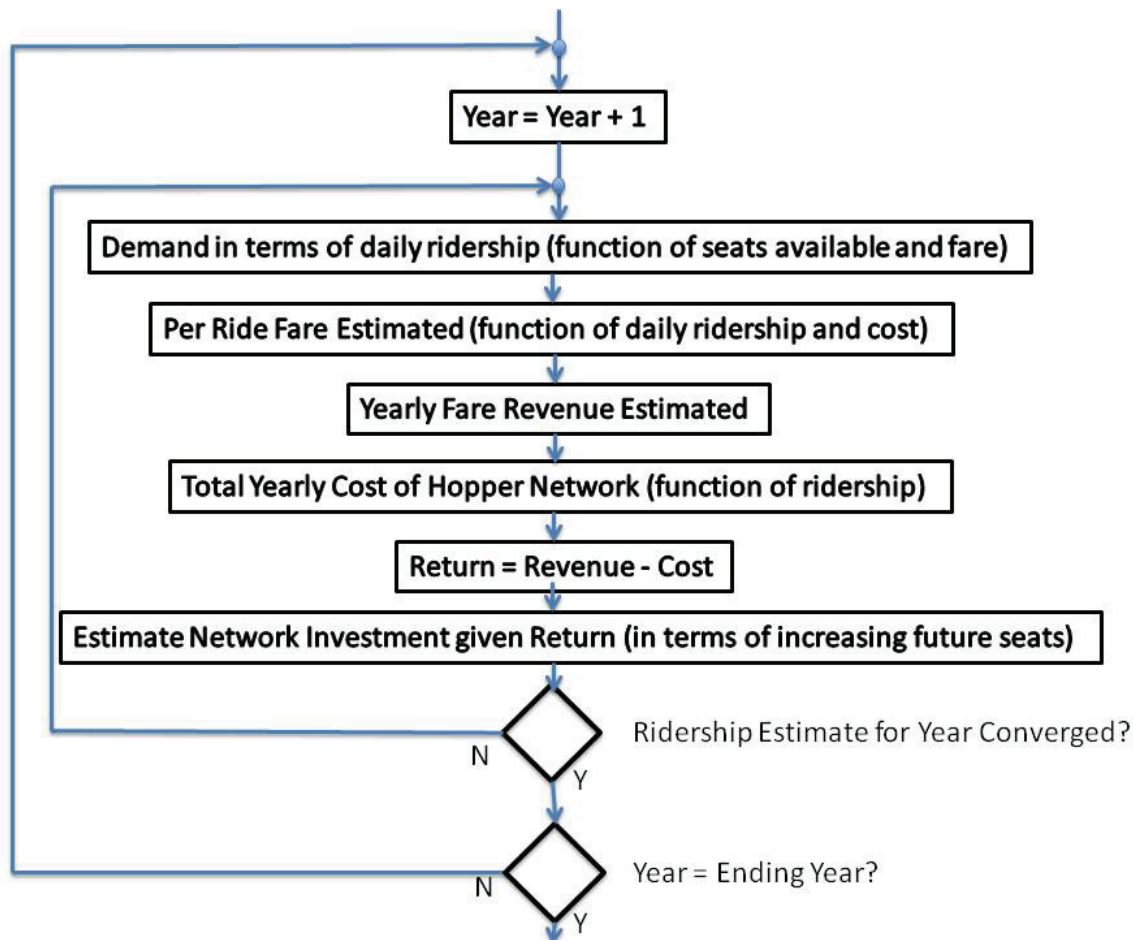 Year = Year + 1
Demand in terms of daily ridership (function of seats available and fare)
Per Ride Fare Estimated (function of daily ridership and cost)
Yearly Fare Revenue Estimated
Total Yearly Cost of Hopper Network (function of ridership)
Return = Revenue - Cost
Estimate Network Investment given Return (in terms of increasing future seats)
Ridership Estimate for Year Converged?
N
Y
Year = Ending Year?
N
Y